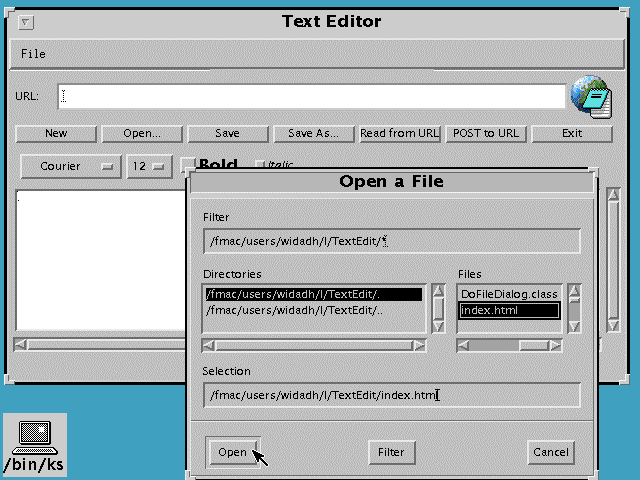 Text Editor
File
URL:
New Open... Save Save As... Read from URL POST to URL Exit
Courier 12 Bold Italic
Open a File
Filter
/fmac/users/widadh/l/TextEdit/*
Directories Files
/fmac/users/widadh/l/TextEdit/. DoFileDialog.class
/fmac/users/widadh/l/TextEdit/.. index.html
Selection
/fmac/users/widadh/l/TextEdit/index.html
Open Filter Cancel
/bin/ks